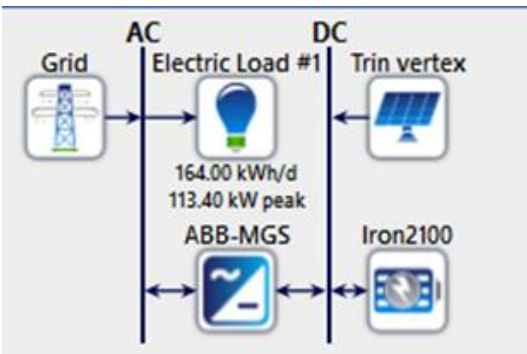 AC
DC
Grid
Electric Load #1
Trin vertex
164.00 kWh/d
113.40 kW peak
ABB-MGS
Iron2100